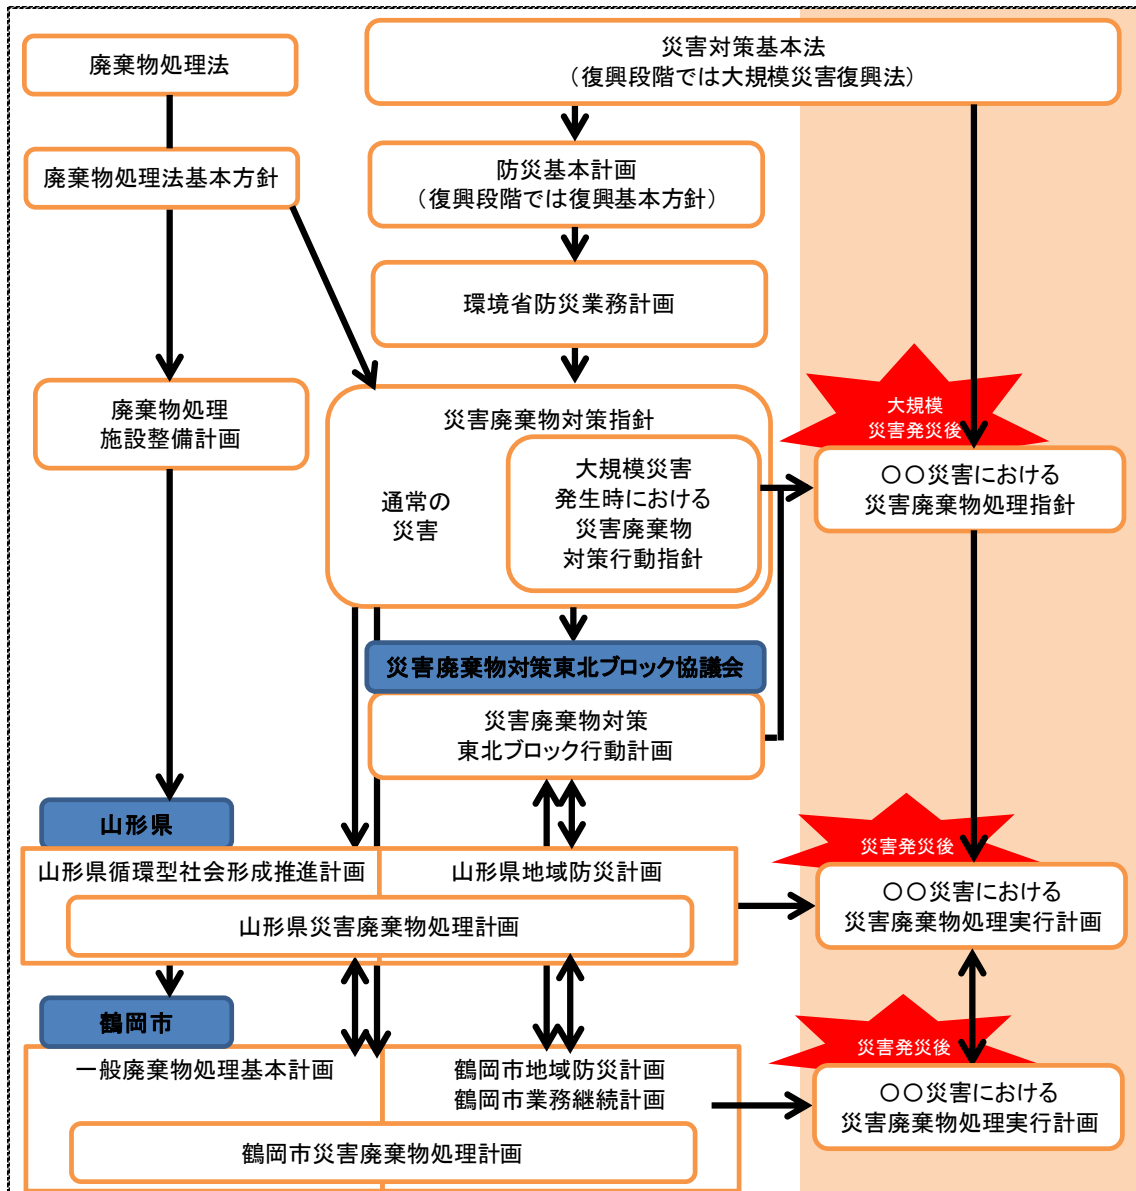 廃棄物処理法
災害対策基本法
（復興段階では大規模災害復興法）
廃棄物処理法基本方針
防災基本計画
（復興段階では復興基本方針）
環境省防災業務計画
廃棄物処理
施設整備計画
災害廃棄物対策指針
通常の
災害
大規模災害
発生時における
災害廃棄物
対策行動指針
大規模
災害発災後
〇〇災害における
災害廃棄物処理指針
災害廃棄物対策東北ブロック協議会
災害廃棄物対策
東北ブロック行動計画
山形県
山形県循環型社会形成推進計画
山形県地域防災計画
山形県災害廃棄物処理計画
災害発災後
〇〇災害における
災害廃棄物処理実行計画
鶴岡市
一般廃棄物処理基本計画
鶴岡市地域防災計画
鶴岡市業務継続計画
鶴岡市災害廃棄物処理計画
災害発災後
〇〇災害における
災害廃棄物処理実行計画